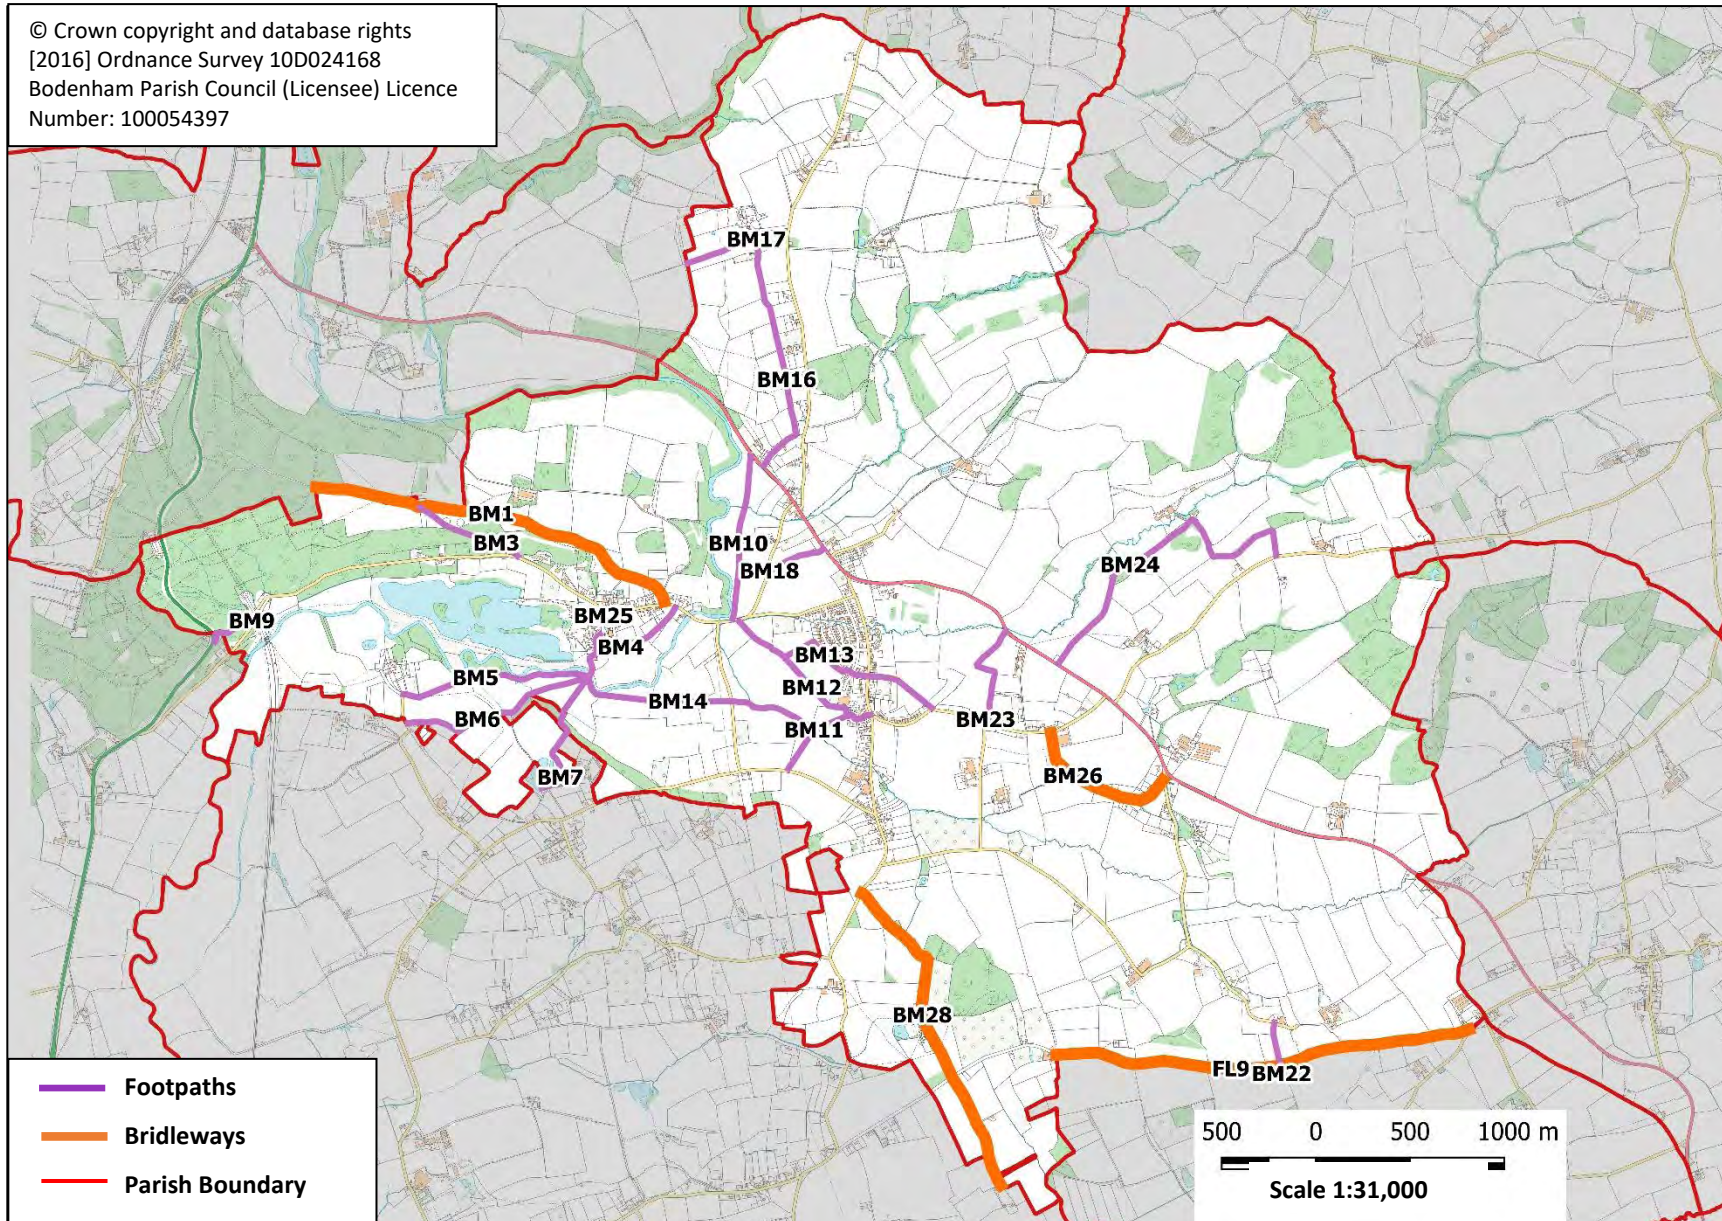 © Crown copyright and database rights
[2016] Ordnance Survey 10D024168
Bodenham Parish Council (Licensee) Licence
Number: 100054397
BM17
BM16
BM1
BM3
BM10
BM18
BM24
BM25
BM9
BM4
BM13
BM5
BM12
BM14
BM6
BM11
BM23
BM7
BM26
BM28
FL9
BM22
Footpaths
Bridleways
Parish Boundary
500 0 500 1000 m
Scale 1:31,000